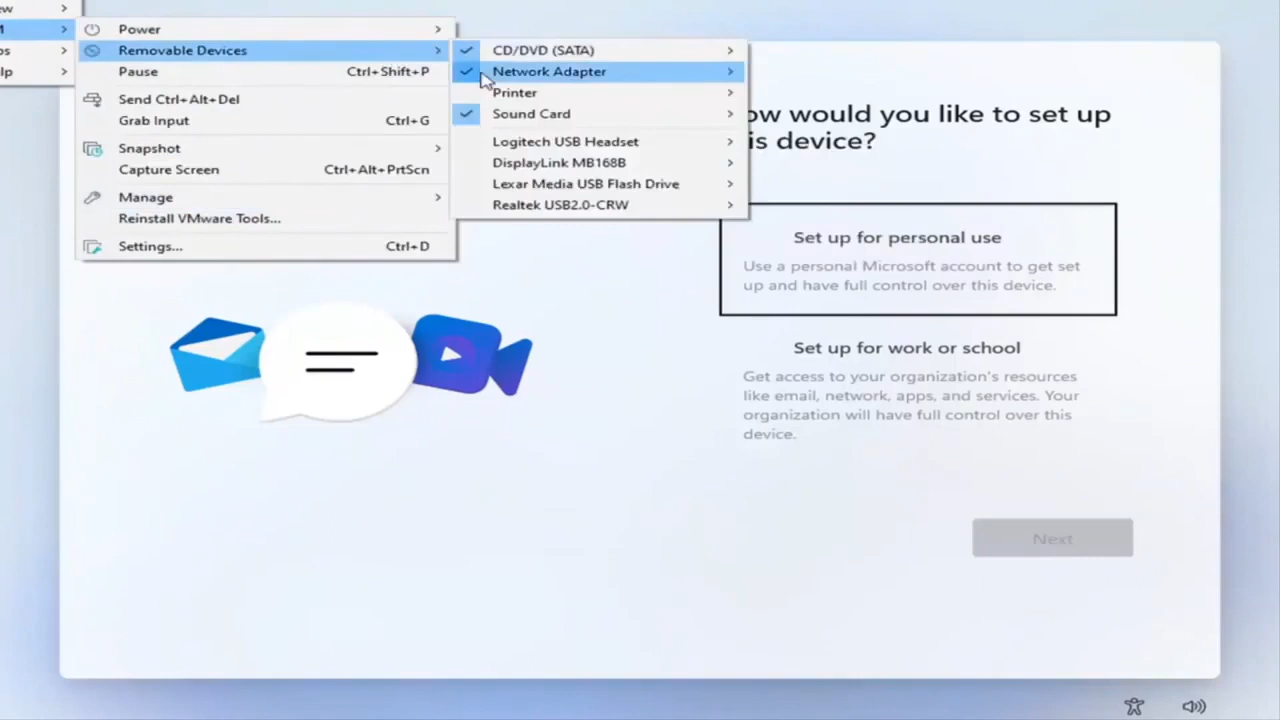 ew
Power
Removable Devices
Pause Ctrl+Shift+P
Send Ctrl+Alt+Del
Grab Input Ctrl+G
Snapshot
Capture Screen Ctrl+Alt+PrtScn
Manage
Reinstall VMware Tools...
Settings... Ctrl+D
ps
lp
CD/DVD (SATA)
Network Adapter
Printer
Sound Card
Logitech USB Headset
DisplayLink MB168B
Lexar Media USB Flash Drive
Realtek USB2.0-CRW
ow would you like to set up
is device?
Set up for personal use
Use a personal Microsoft account to get set
up and have full control over this device.
Set up for work or school
Get access to your organization's resources
like email, network, apps, and services. Your
organization will have full control over this
device.
Next